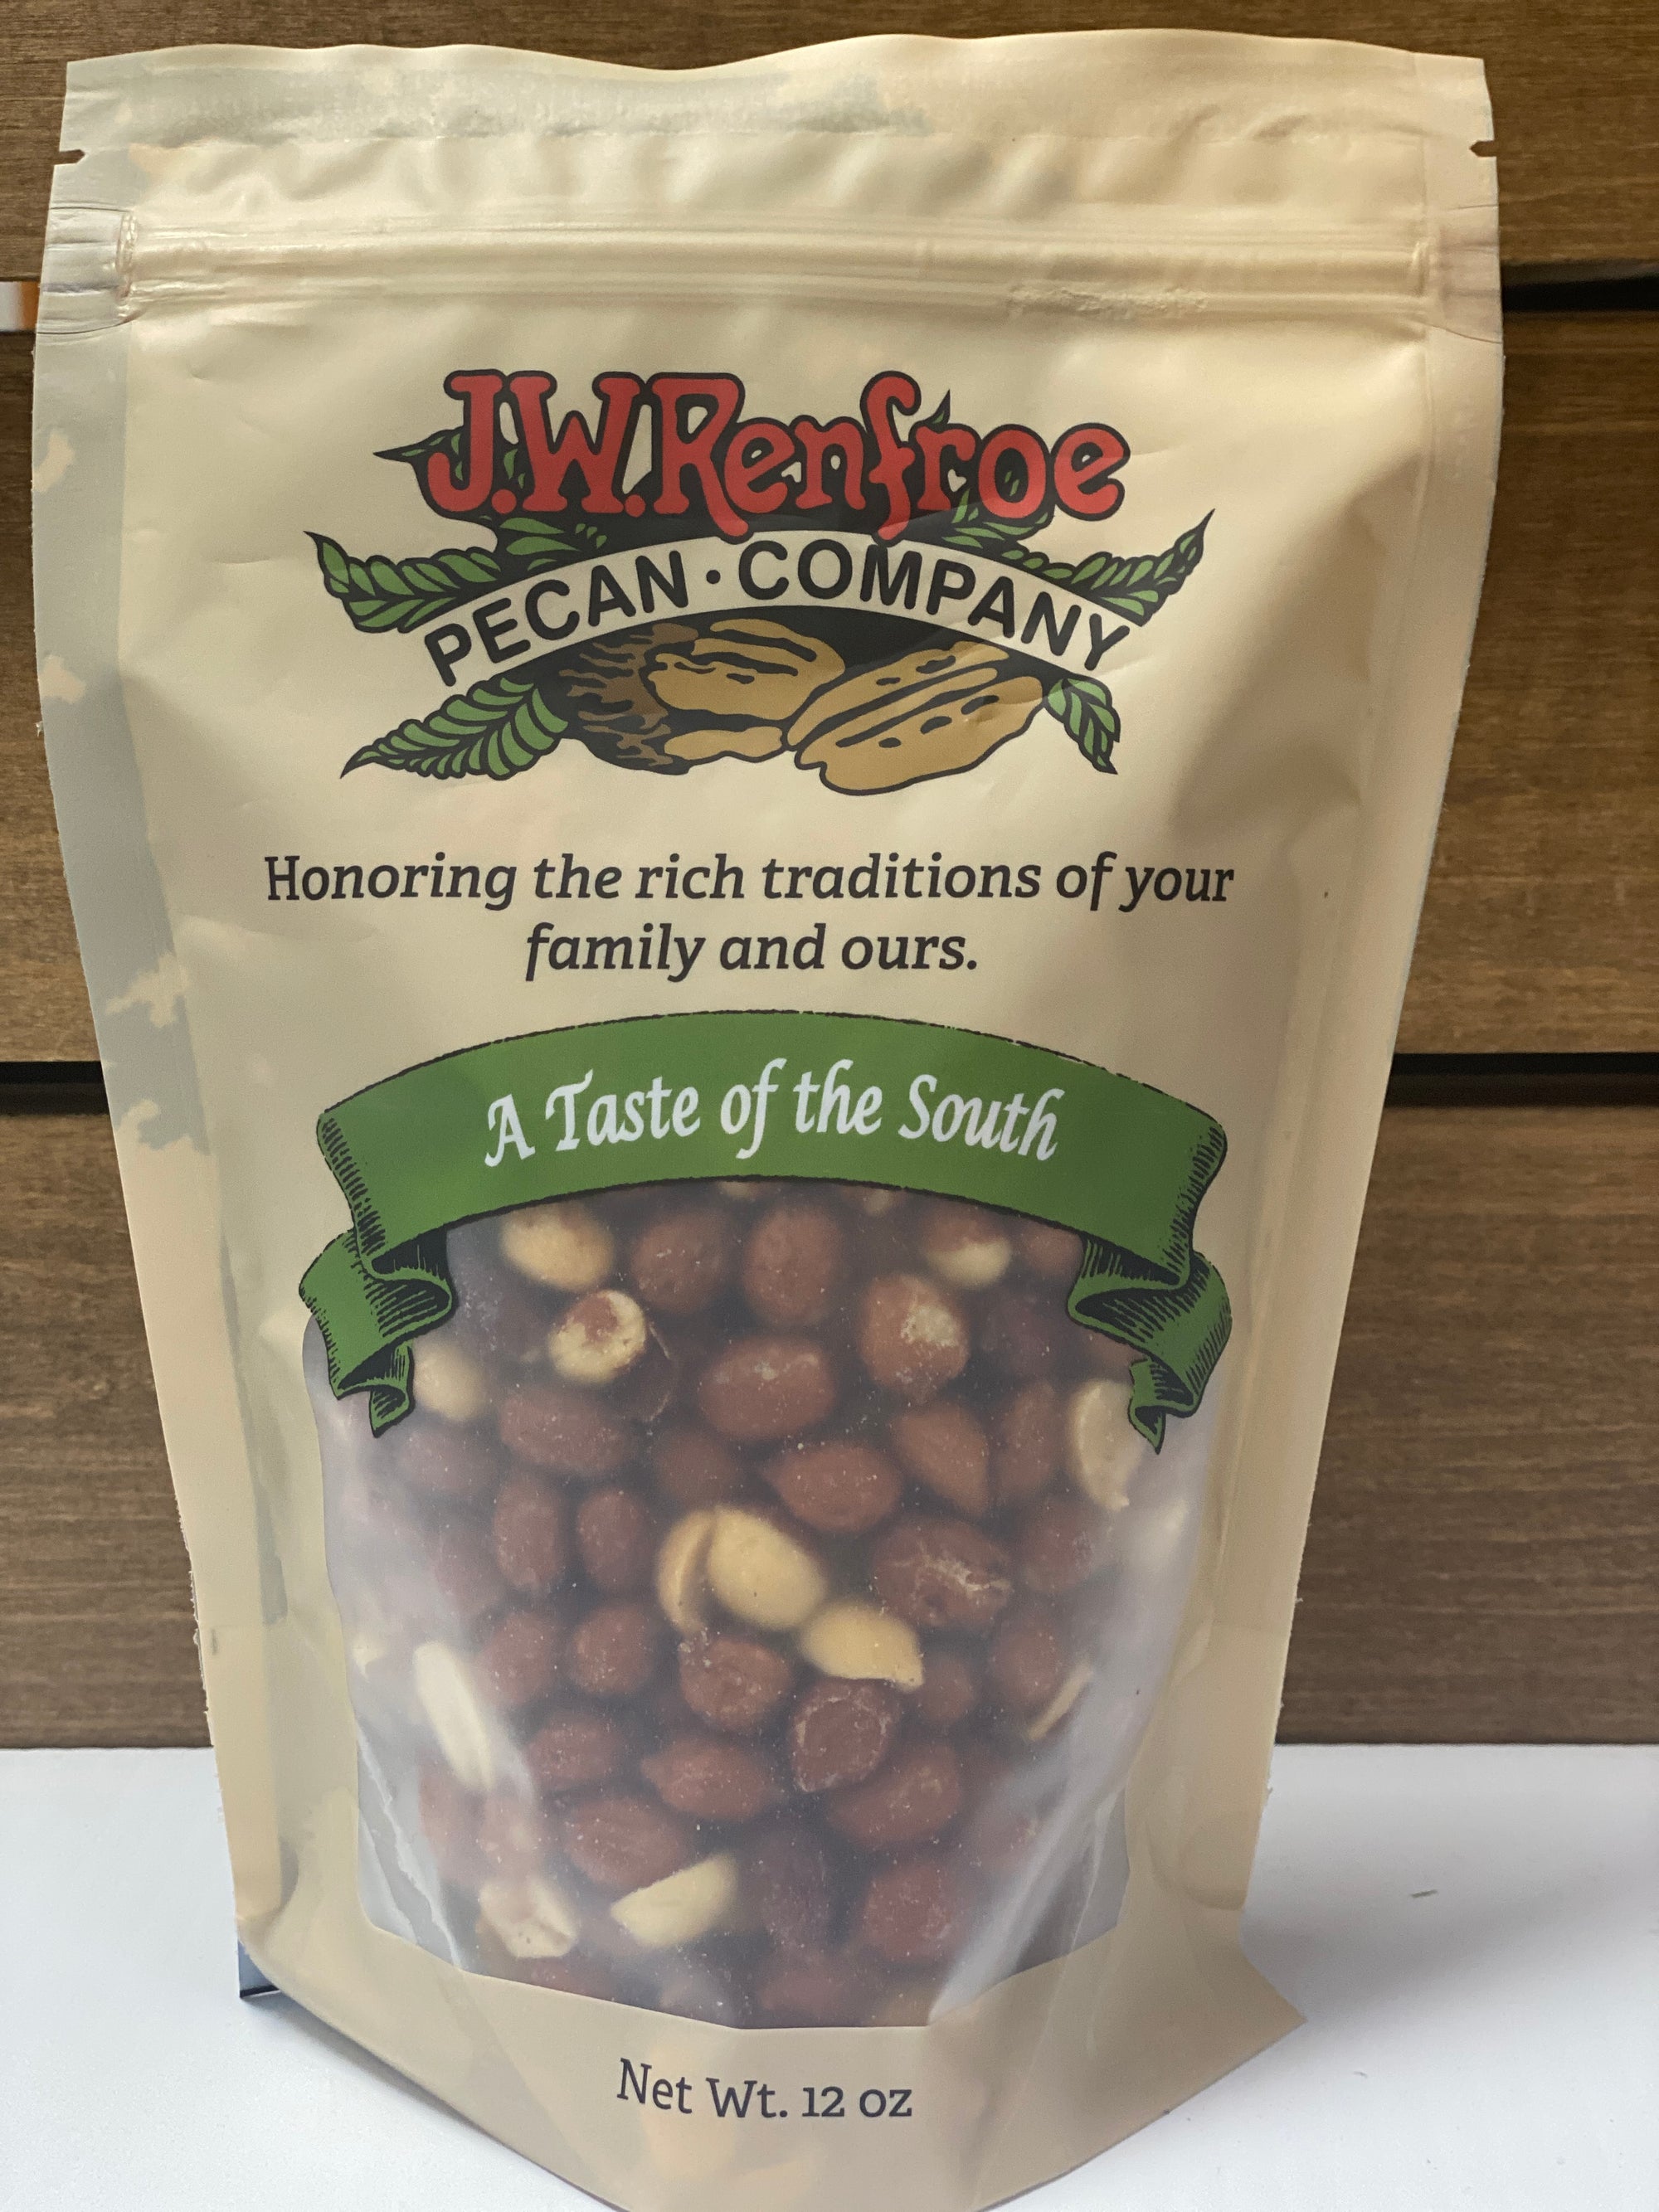 J.W.Renfroe
PECAN · COMPANY
Honoring the rich traditions of your
family and ours.
A Taste of the South
Net Wt. 12 oz